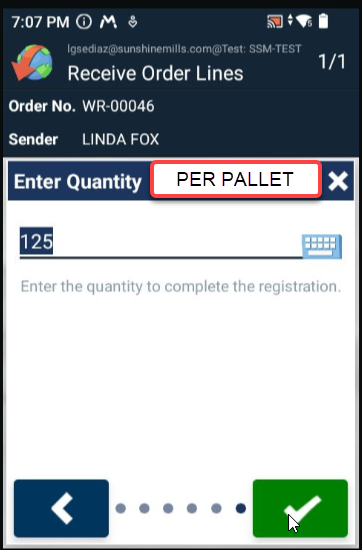 7:07 PM
lgsediaz@sunshinemills.com@Test: SSM-TEST
Receive Order Lines 1/1
Order No. WR-00046
Sender LINDA FOX
Enter Quantity PER PALLET
125
Enter the quantity to complete the registration.